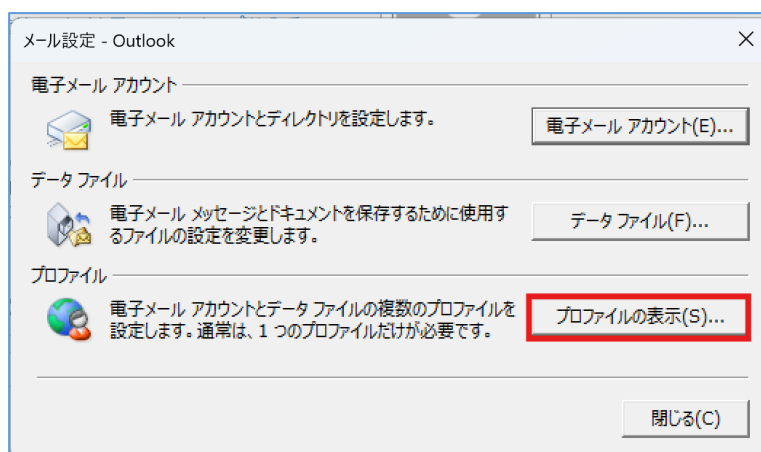 メール設定 - Outlook
電子メール アカウント
電子メール アカウントとディレクトリを設定します。
電子メール アカウント(E)...
データ ファイル
電子メール メッセージとドキュメントを保存するために使用す
るファイルの設定を変更します。
データ ファイル(F)...
プロファイル
電子メール アカウントとデータ ファイルの複数のプロファイルを
設定します。通常は、1 つのプロファイルだけが必要です。
プロファイルの表示(S)...
閉じる(C)